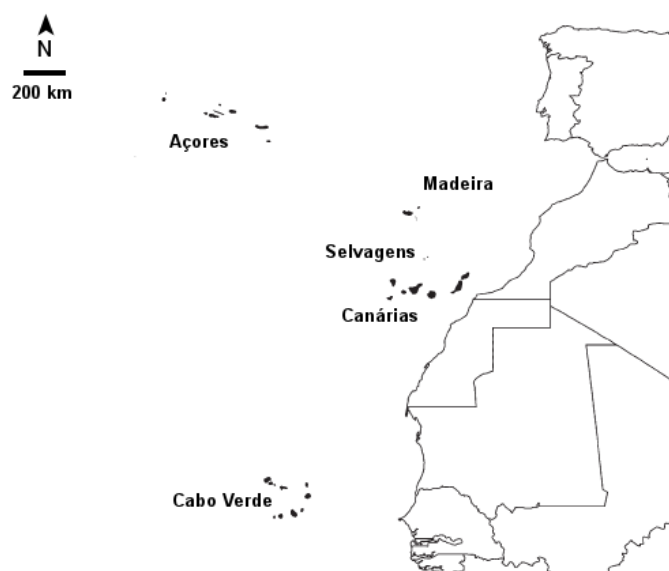 N
200 km
Açores
Madeira
Selvagens
Canárias
Cabo Verde